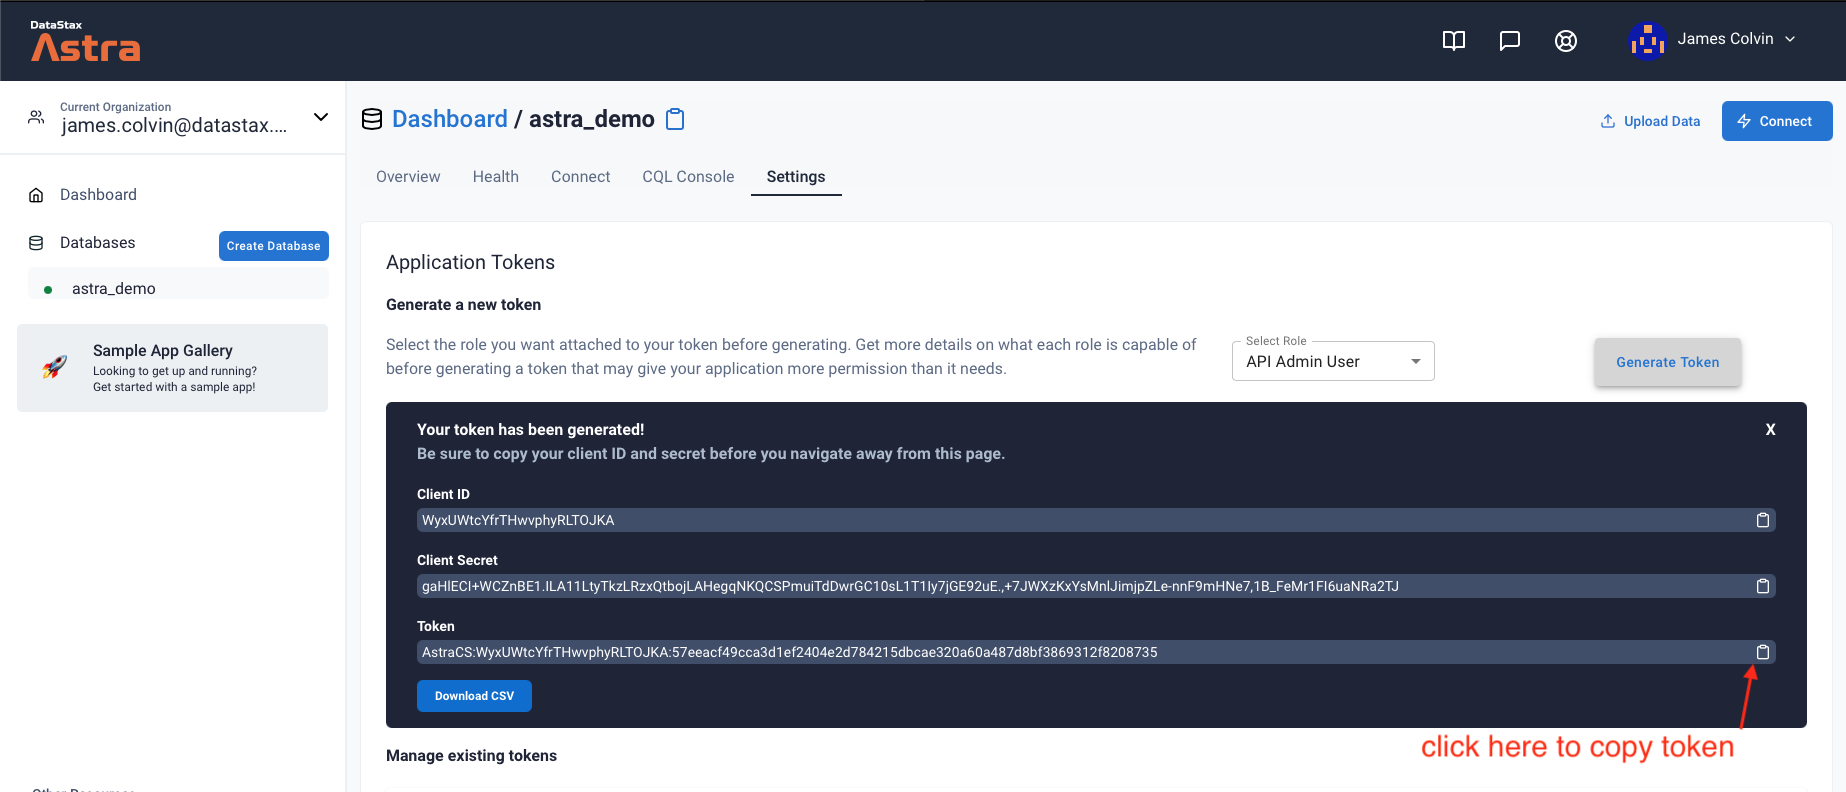 DataStax
Astra
James Colvin
Current Organization
james.colvin@datastax....
Dashboard
Databases
Create Database
astra_demo
Sample App Gallery
Looking to get up and running?
Get started with a sample app!
Dashboard / astra_demo
Upload Data
Connect
Overview
Health
Connect
CQL Console
Settings
Application Tokens
Generate a new token
Select the role you want attached to your token before generating. Get more details on what each role is capable of
before generating a token that may give your application more permission than it needs.
Select Role
API Admin User
Generate Token
Your token has been generated!
X
Be sure to copy your client ID and secret before you navigate away from this page.
Client ID
WyxUWtcYfrTHwvphyRLTOJKA
Client Secret
gaHlECI+WCZnBE1.ILA11LtyTkzLRzxQtbojLAHegqNKQCSPmuiTdDwrGC10sL1T1Iy7jGE92uE.,+7JWXzKxYsMnlJimjpZLe-nnF9mHNe7,1B_FeMr1FI6uaNRa2TJ
Token
AstraCS:WyxUWtcYfrTHwvphyRLTOJKA:57eeacf49cca3d1ef2404e2d784215dbcae320a60a487d8bf3869312f8208735
Download CSV
click here to copy token
Manage existing tokens
Other Resources